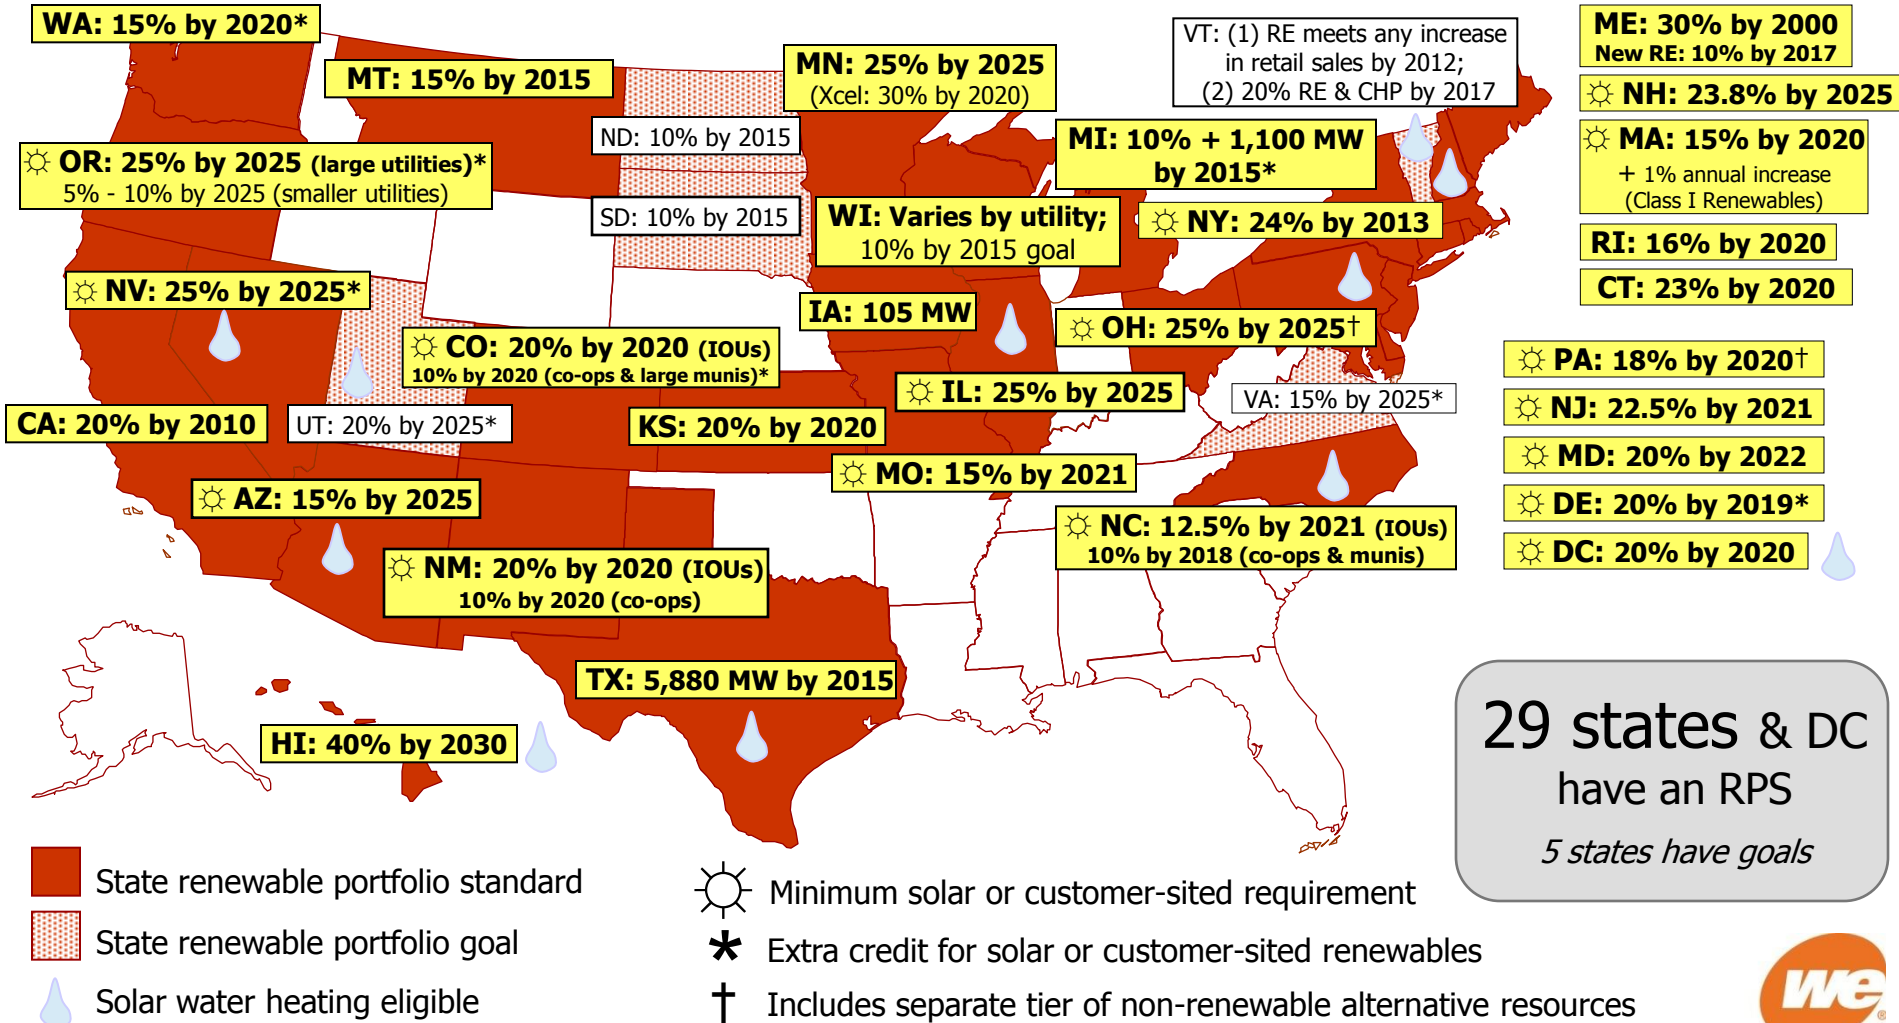 WA: 15% by 2020*
MT: 15% by 2015
MN: 25% by 2025
(Xcel: 30% by 2020)
VT: (1) RE meets any increase
in retail sales by 2012;
(2) 20% RE & CHP by 2017
ME: 30% by 2000
New RE: 10% by 2017
☼ NH: 23.8% by 2025
☼ MA: 15% by 2020
+ 1% annual increase
(Class I Renewables)
RI: 16% by 2020
CT: 23% by 2020
ND: 10% by 2015
MI: 10% + 1,100 MW
by 2015*
☼ OR: 25% by 2025 (large utilities)*
5% - 10% by 2025 (smaller utilities)
SD: 10% by 2015
WI: Varies by utility;
10% by 2015 goal
☼ NY: 24% by 2013
☼ NV: 25% by 2025*
IA: 105 MW
☼ OH: 25% by 2025†
☼ CO: 20% by 2020 (IOUs)
10% by 2020 (co-ops & large munis)*
☼ PA: 18% by 2020†
☼ NJ: 22.5% by 2021
☼ MD: 20% by 2022
☼ DE: 20% by 2019*
☼ DC: 20% by 2020
☼ IL: 25% by 2025
VA: 15% by 2025*
CA: 20% by 2010
UT: 20% by 2025*
KS: 20% by 2020
☼ MO: 15% by 2021
☼ AZ: 15% by 2025
☼ NC: 12.5% by 2021 (IOUs)
10% by 2018 (co-ops & munis)
☼ NM: 20% by 2020 (IOUs)
10% by 2020 (co-ops)
TX: 5,880 MW by 2015
HI: 40% by 2030
29 states & DC
have an RPS
5 states have goals
State renewable portfolio standard
State renewable portfolio goal
Solar water heating eligible
☼ Minimum solar or customer-sited requirement
* Extra credit for solar or customer-sited renewables
† Includes separate tier of non-renewable alternative resources
we
®